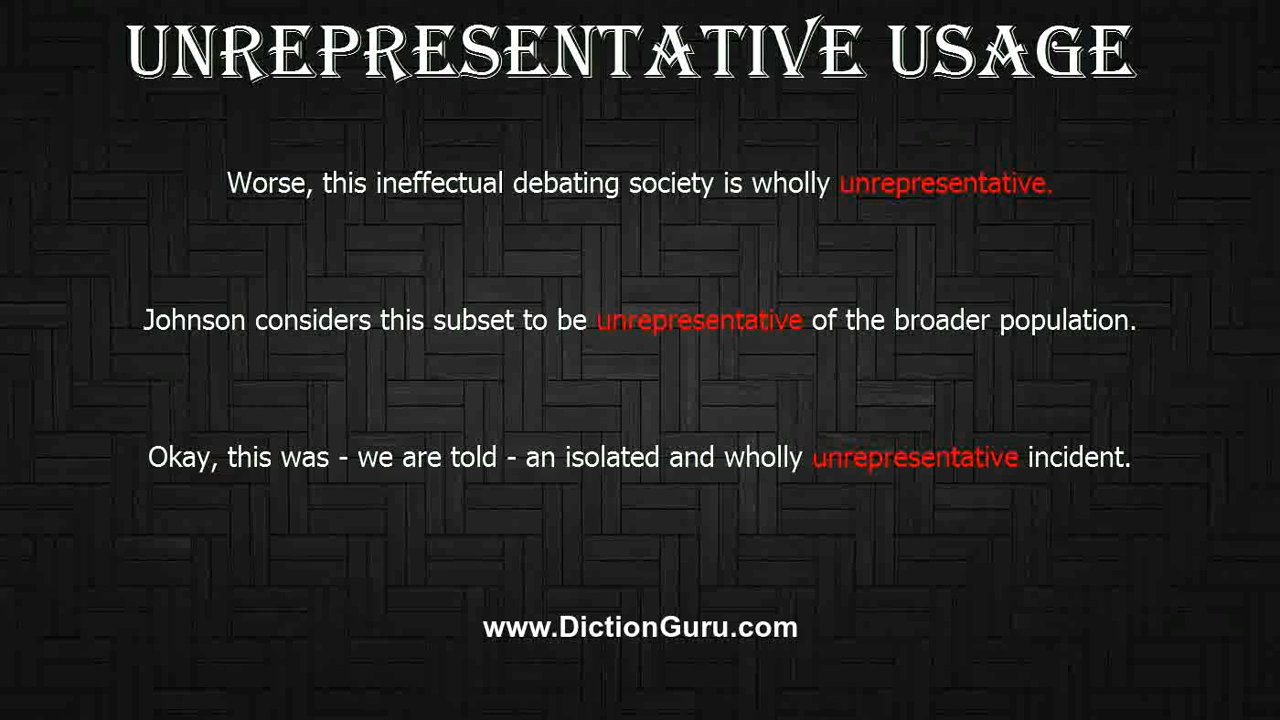 UNREPRESENTATIVE USAGE
Worse, this ineffectual debating society is wholly unrepresentative.
Johnson considers this subset to be unrepresentative of the broader population.
Okay, this was - we are told - an isolated and wholly unrepresentative incident.
www.DictionGuru.com